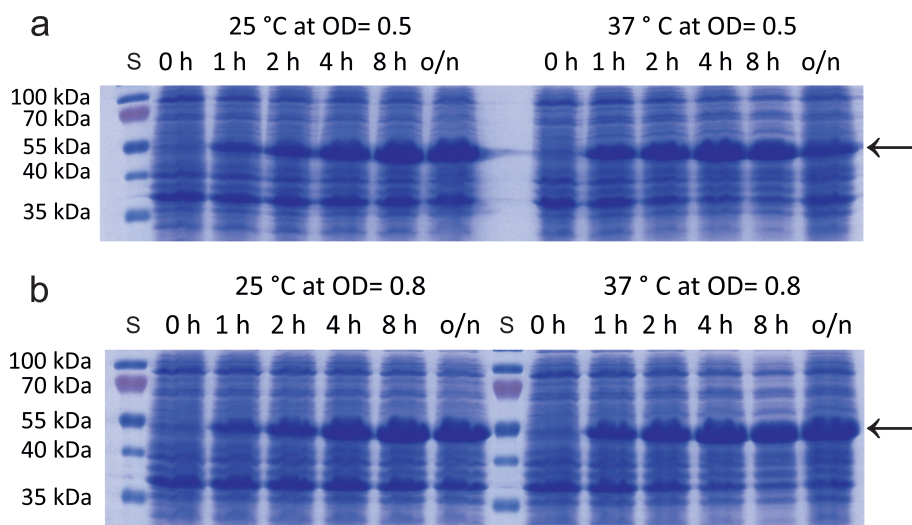 a
25 °C at OD= 0.5
37 ° C at OD= 0.5
S 0 h 1 h 2 h 4 h 8 h o/n 0 h 1 h 2 h 4 h 8 h o/n
100 kDa
70 kDa
55 kDa
40 kDa
35 kDa
b
25 °C at OD= 0.8
37 ° C at OD= 0.8
S 0 h 1 h 2 h 4 h 8 h o/n S 0 h 1 h 2 h 4 h 8 h o/n
100 kDa
70 kDa
55 kDa
40 kDa
35 kDa